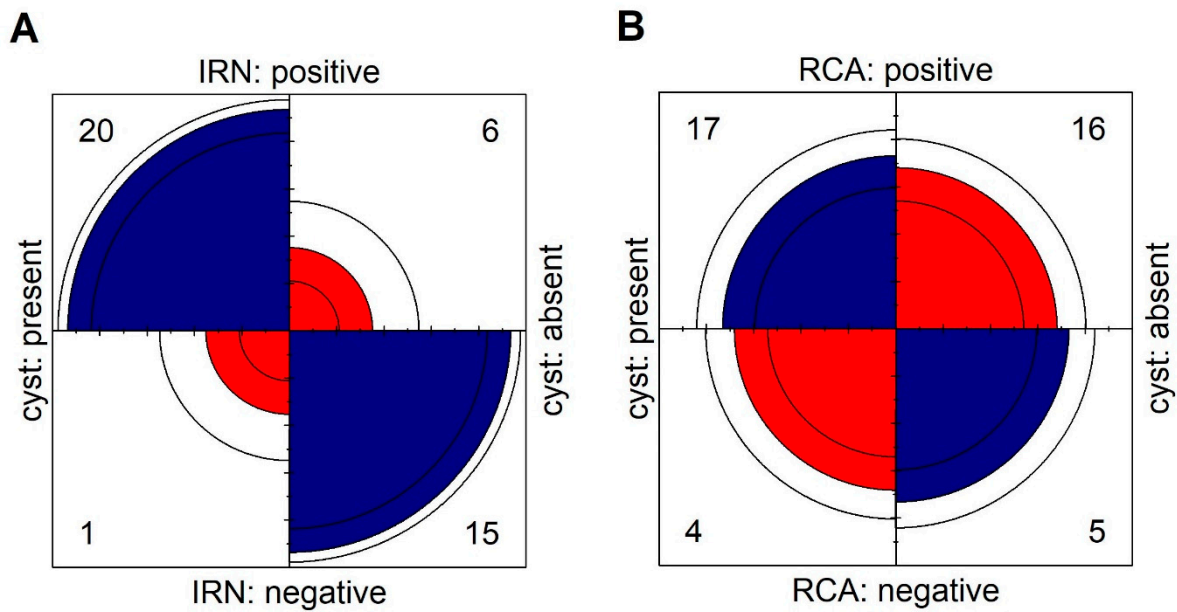 A
IRN: positive
20
6
cyst: present
cyst: absent
1
15
IRN: negative
B
RCA: positive
17
16
cyst: present
cyst: absent
4
5
RCA: negative